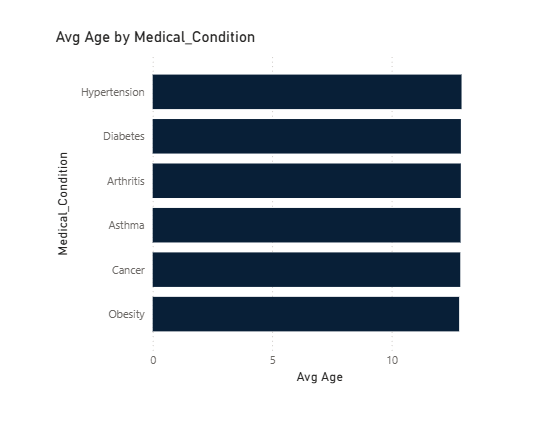 Avg Age by Medical_Condition
Medical_Condition
Hypertension
Diabetes
Arthritis
Asthma
Cancer
Obesity
0 5 10
Avg Age